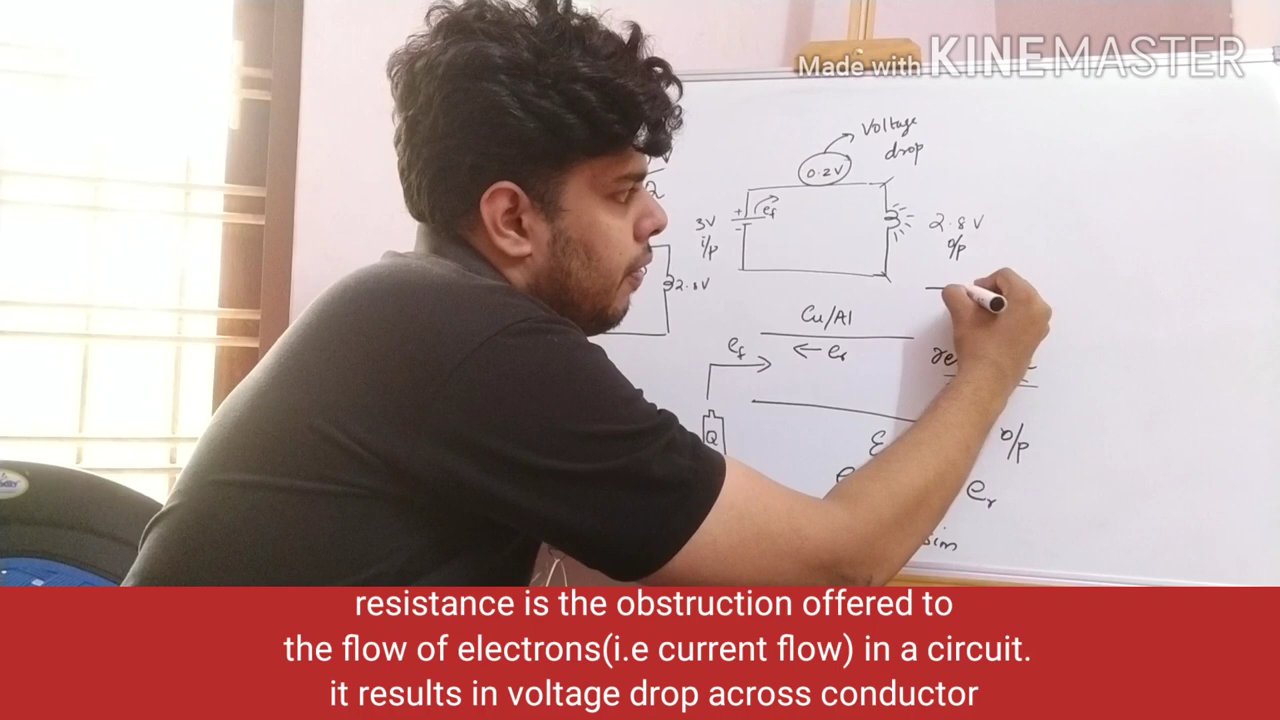 Made with KINEMASTER
Voltage
drop
0.2V
+
ef
-
3V
i/p
2.8V
o/p
2
2.8V
Cu/Al
ef
← er
re
Q
o/p
er
resistance is the obstruction offered to
the flow of electrons(i.e current flow) in a circuit.
it results in voltage drop across conductor